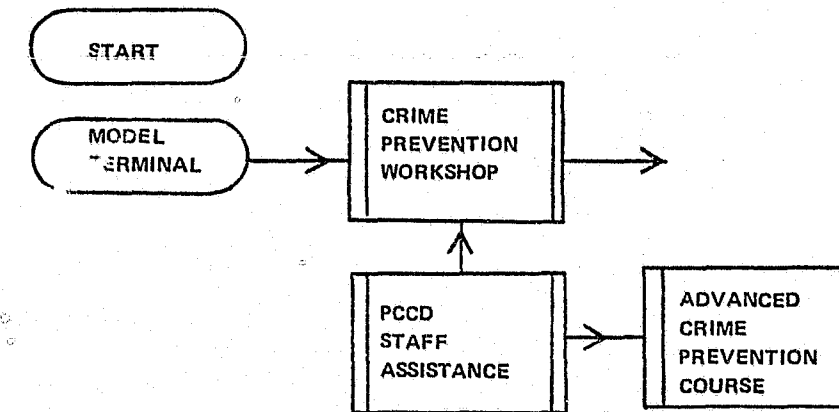 START
MODEL
TERMINAL
CRIME
PREVENTION
WORKSHOP
PCCD
STAFF
ASSISTANCE
ADVANCED
CRIME
PREVENTION
COURSE